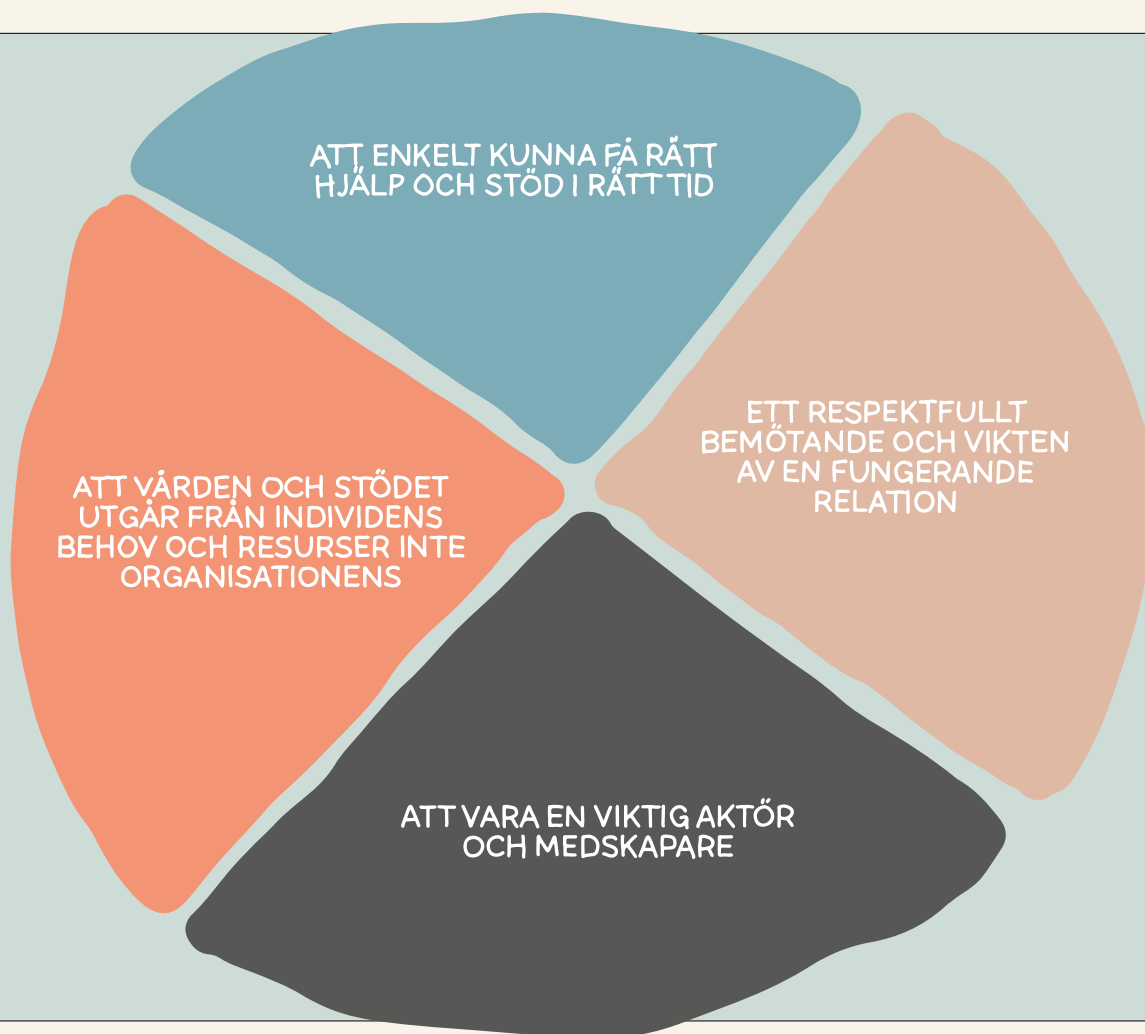 ATT ENKELT KUNNA FÅ RÄTT
HJÄLP OCH STÖD I RÄTT TID
ETT RESPEKTFULLT
BEMÖTANDE OCH VIKTEN
AV EN FUNGERANDE
RELATION
ATT VÅRDEN OCH STÖDET
UTGÅR FRÅN INDIVIDENS
BEHOV OCH RESURSER INTE
ORGANISATIONENS
ATT VARA EN VIKTIG AKTÖR
OCH MEDSKAPARE